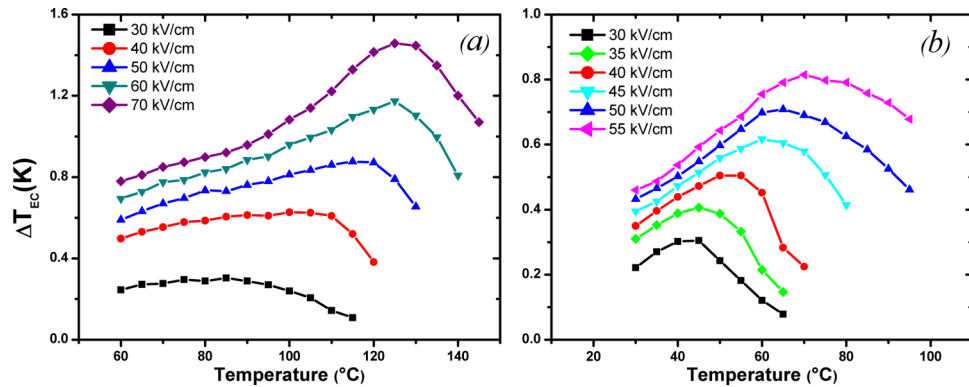 (a)
30 kV/cm
40 kV/cm
50 kV/cm
60 kV/cm
70 kV/cm
ΔT_EC(K)
1.6
1.2
0.8
0.4
0.0
60 80 100 120 140
Temperature (°C)
(b)
30 kV/cm
35 kV/cm
40 kV/cm
45 kV/cm
50 kV/cm
55 kV/cm
1.0
0.8
0.6
0.4
0.2
0.0
20 40 60 80 100
Temperature (°C)